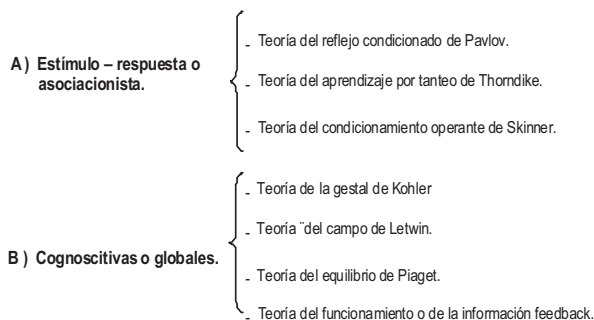 A) Estímulo – respuesta o
asociacionista.
- Teoría del reflejo condicionado de Pavlov.
- Teoría del aprendizaje por tanteo de Thorndike.
- Teoría del condicionamiento operante de Skinner.
B) Cognoscitivas o globales.
- Teoría de la gestal de Kohler
- Teoría ¨del campo de Letwin.
- Teoría del equilibrio de Piaget.
- Teoría del funcionamiento o de la información feedback.